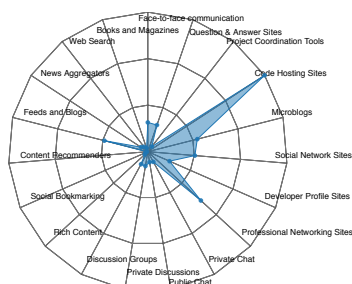 Face-to-face communication
Books and Magazines
Question & Answer Sites
Web Search
Project Coordination Tools
News Aggregators
Code Hosting Sites
Feeds and Blogs
Microblogs
Content Recommenders
Social Network Sites
Social Bookmarking
Developer Profile Sites
Rich Content
Professional Networking Sites
Discussion Groups
Private Chat
Private Discussions
Public Chat